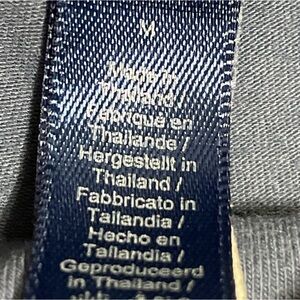 M
Made in
Thailand /
Fabriqué en
Thaïlande /
Hergestellt in
Thailand /
Fabbricato in
Tailandia /
Hecho en
Tailandia /
Geproduceerd
in Thailand /